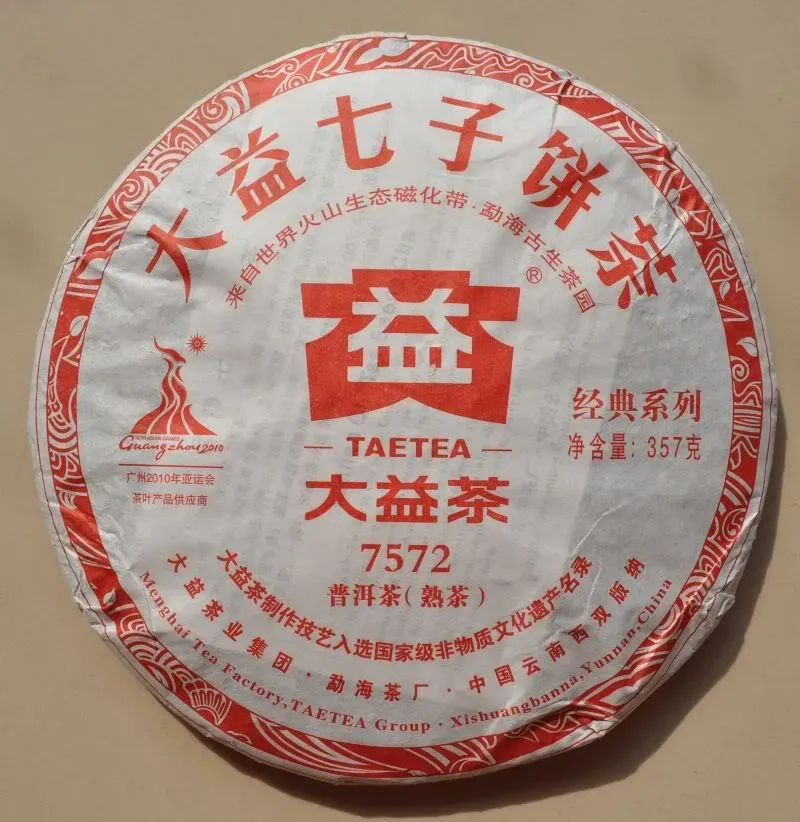 大益七子饼茶
来自世界火山生态磁化带·勐海古生茶园
益
®
TAETEA
大益茶
7572
普洱茶(熟茶)
16TH ASIAN GAMES
Guangzhou2010
广州2010年亚运会
茶叶产品供应商
经典系列
净含量:357克
大益茶制作技艺入选国家级非物质文化遗产名录
大益茶业集团·勐海茶厂·中国云南西双版纳
Menghai Tea Factory,TAETEA Group·Xishuangbanna,Yunnan,China